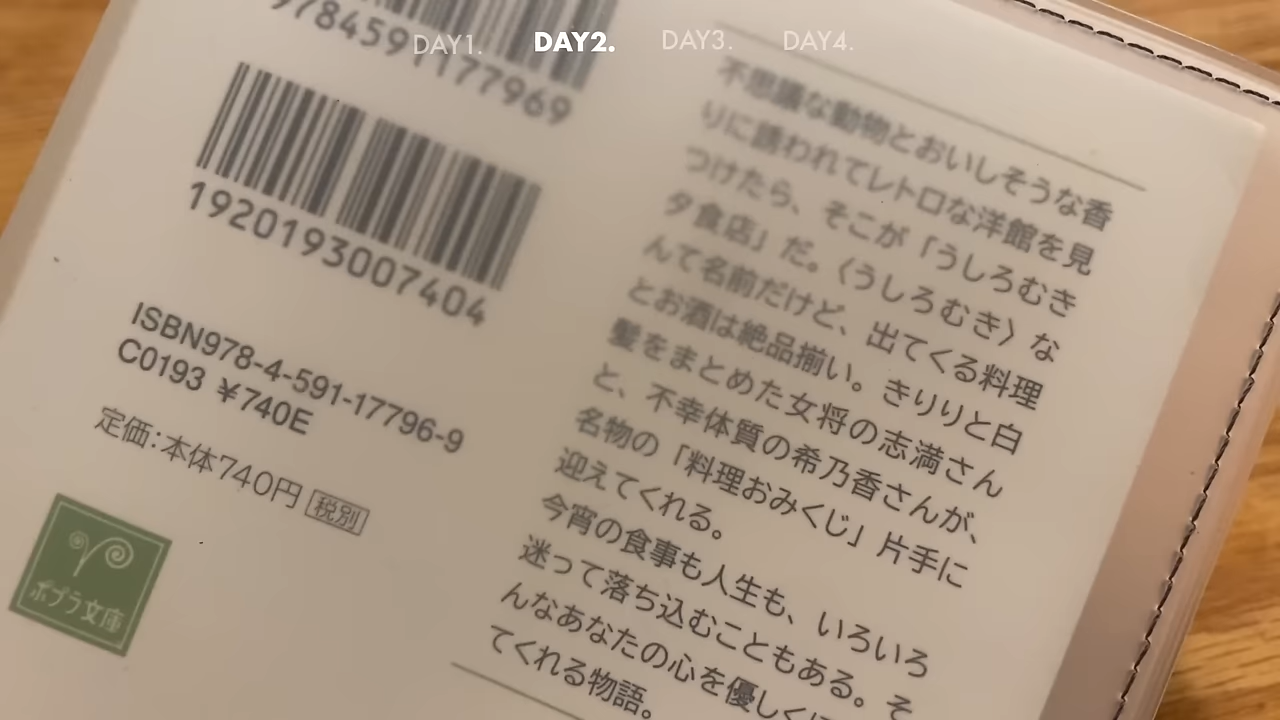 DAY1. DAY2. DAY3. DAY4.
9784591177969
1920193007404
ISBN978-4-591-17796-9
C0193 ¥740E
定価:本体740円 税別
ポプラ文庫
不思議な動物とおいしそうな香
りに誘われてレトロな洋館を見
つけたら、そこが「うしろむき
夕食店」だ。〈うしろむき〉な
んて名前だけど、出てくる料理
とお酒は絶品揃い。きりりと白
髪をまとめた女将の志満さん
と、不幸体質の希乃香さんが、
名物の「料理おみくじ」片手に
迎えてくれる。
今宵の食事も人生も、いろいろ
迷って落ち込むこともある。そ
んなあなたの心を優しく
てくれる物語。